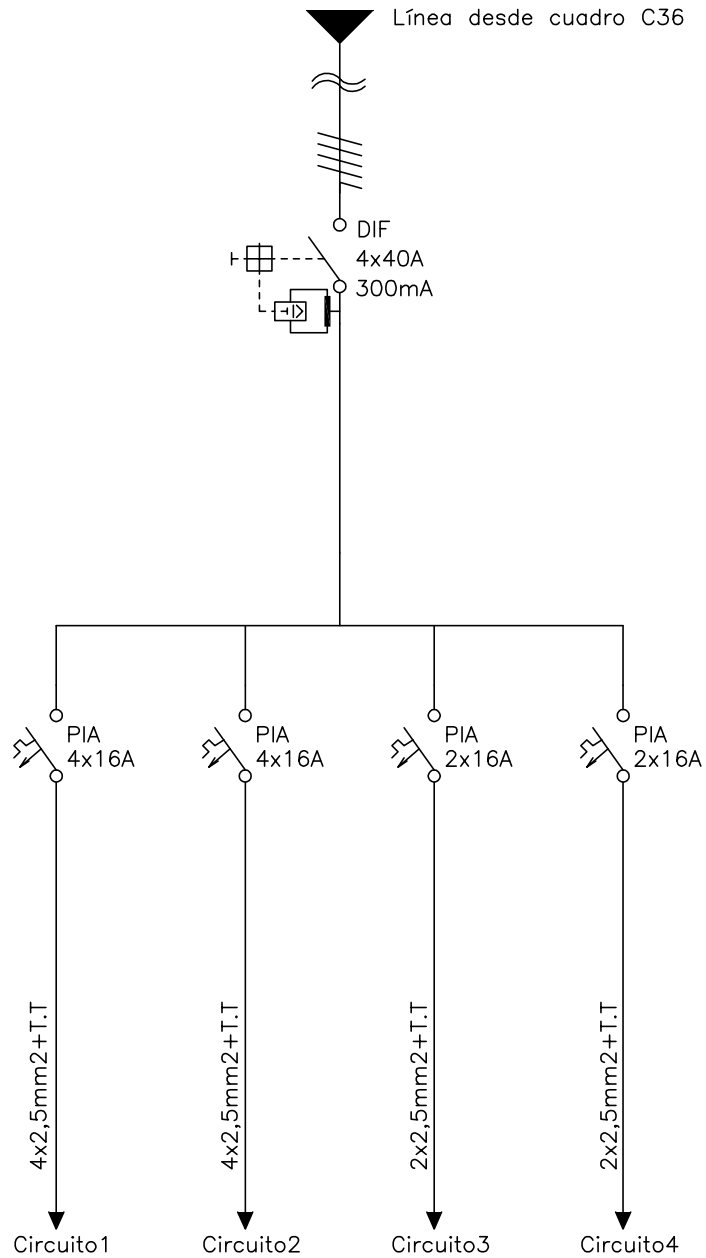 Línea desde cuadro C36
DIF
4x40A
300mA
PIA
4x16A
PIA
4x16A
PIA
2x16A
PIA
2x16A
4x2,5mm2+T.T
4x2,5mm2+T.T
2x2,5mm2+T.T
2x2,5mm2+T.T
Circuito1
Circuito2
Circuito3
Circuito4